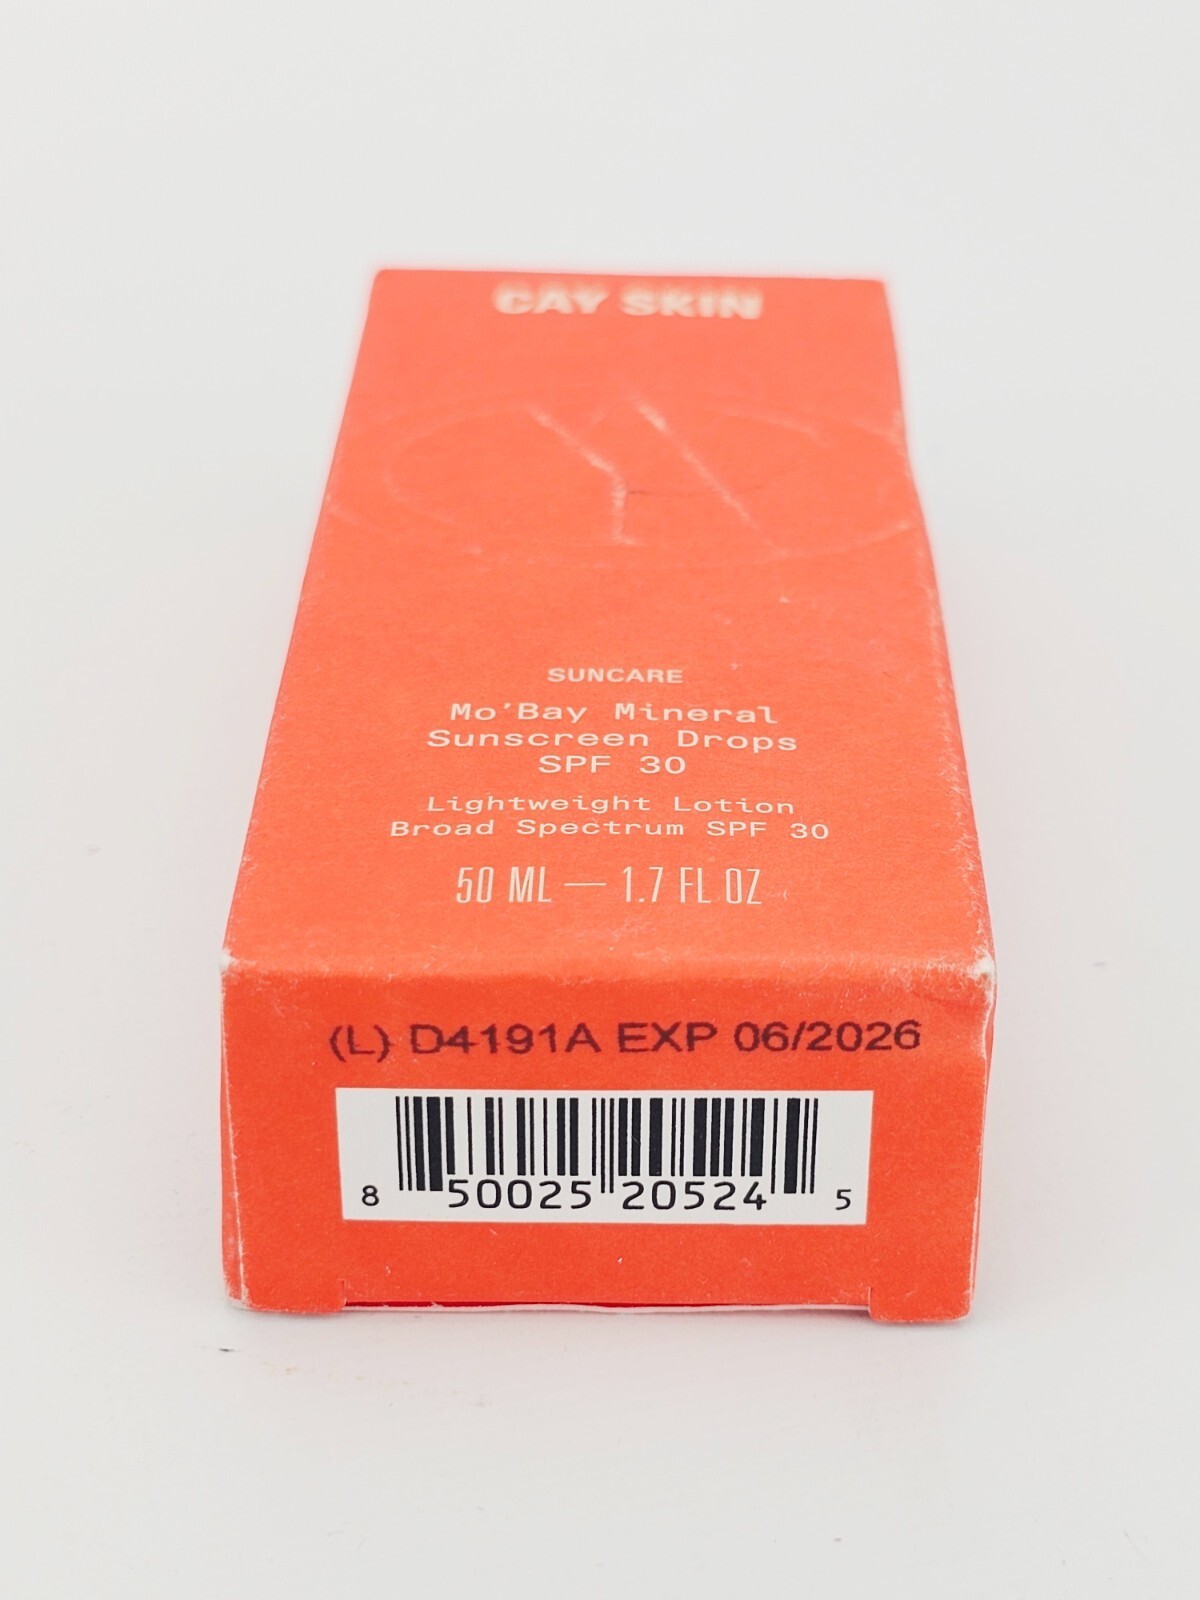 CAY SKIN
SUNCARE
Mo'Bay Mineral
Sunscreen Drops
SPF 30
Lightweight Lotion
Broad Spectrum SPF 30
50 ML — 1.7 FL OZ
(L) D4191A EXP 06/2026
8 50025 20524 5